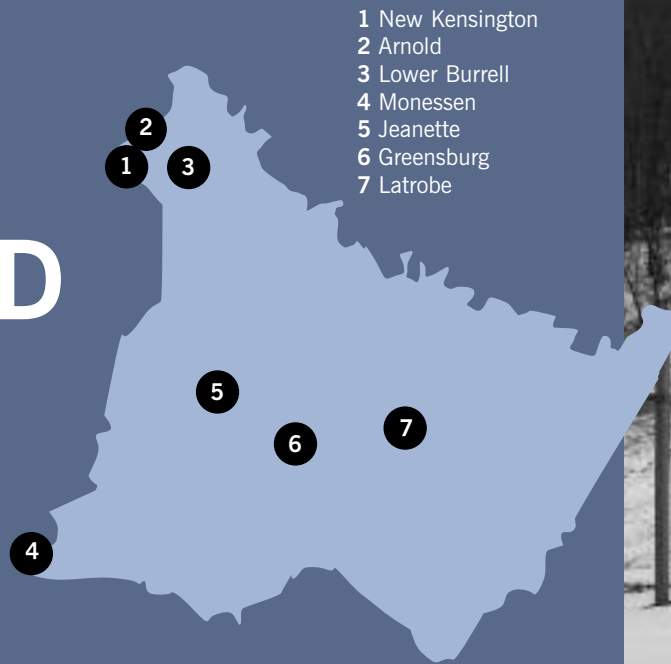 1 New Kensington
2 Arnold
3 Lower Burrell
4 Monessen
5 Jeanette
6 Greensburg
7 Latrobe
2
1
3
D
5
7
6
4